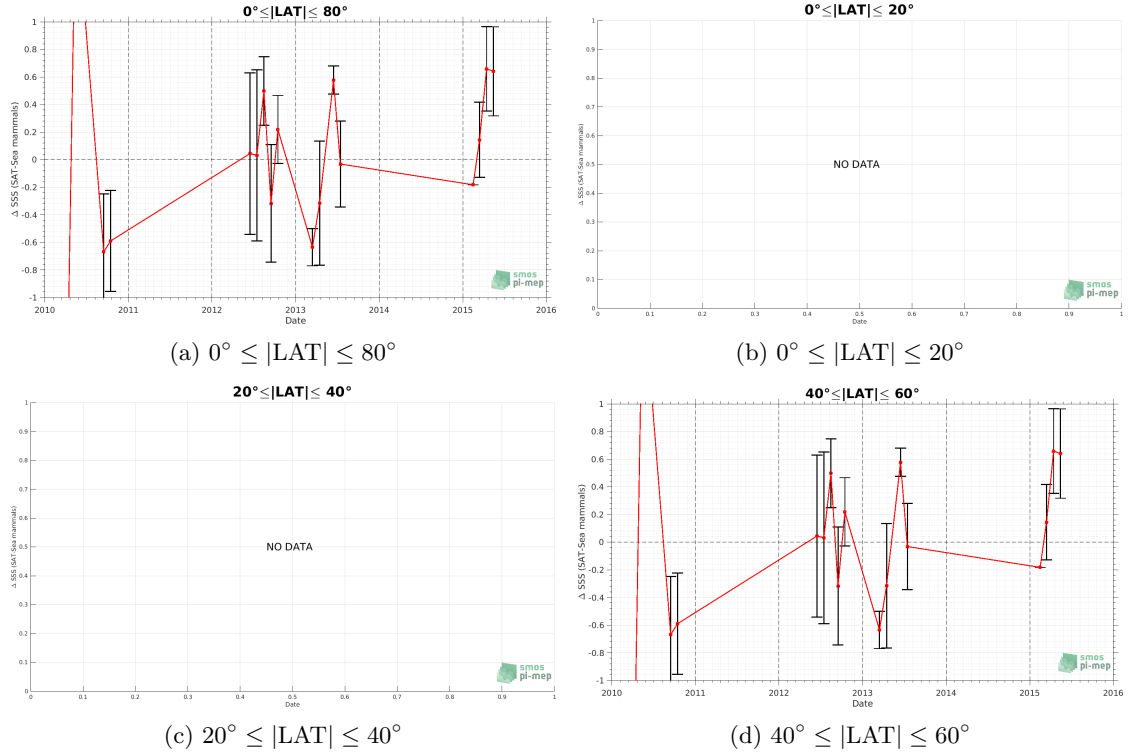 0°≤|LAT|≤ 80°
Δ SSS (SAT-Sea mammals)
1
0.8
0.6
0.4
0.2
0
-0.2
-0.4
-0.6
-0.8
-1
2010 2011 2012 2013 2014 2015 2016
Date
smos
pi-mep
(a) 0° ≤ |LAT| ≤ 80°
0°≤|LAT|≤ 20°
Δ SSS (SAT-Sea mammals)
1
0.9
0.8
0.7
0.6
0.5
0.4
0.3
0.2
0.1
0
NO DATA
0 0.1 0.2 0.3 0.4 0.5 0.6 0.7 0.8 0.9 1
Date
smos
pi-mep
(b) 0° ≤ |LAT| ≤ 20°
20°≤|LAT|≤ 40°
Δ SSS (SAT-Sea mammals)
1
0.9
0.8
0.7
0.6
0.5
0.4
0.3
0.2
0.1
0
NO DATA
0 0.1 0.2 0.3 0.4 0.5 0.6 0.7 0.8 0.9 1
Date
smos
pi-mep
(c) 20° ≤ |LAT| ≤ 40°
40°≤|LAT|≤ 60°
Δ SSS (SAT-Sea mammals)
1
0.8
0.6
0.4
0.2
0
-0.2
-0.4
-0.6
-0.8
-1
2010 2011 2012 2013 2014 2015 2016
Date
smos
pi-mep
(d) 40° ≤ |LAT| ≤ 60°